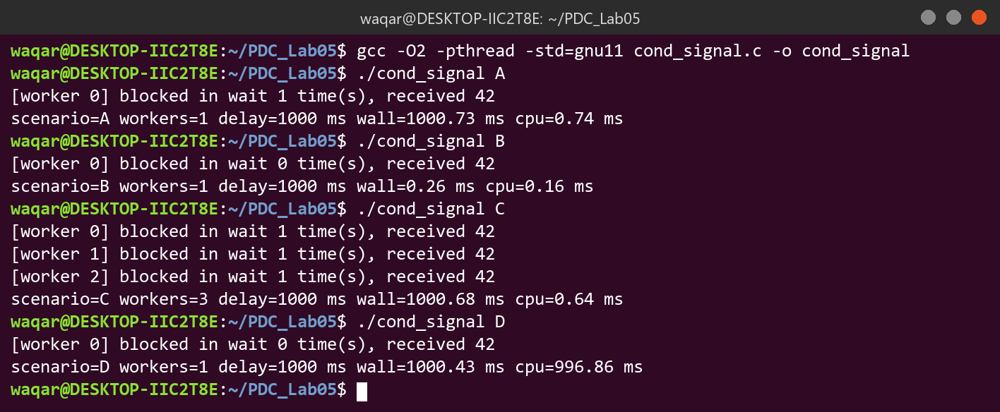 waqar@DESKTOP-IIC2T8E: ~/PDC_Lab05
waqar@DESKTOP-IIC2T8E:~/PDC_Lab05$ gcc -O2 -pthread -std=gnu11 cond_signal.c -o cond_signal
waqar@DESKTOP-IIC2T8E:~/PDC_Lab05$ ./cond_signal A
[worker 0] blocked in wait 1 time(s), received 42
scenario=A workers=1 delay=1000 ms wall=1000.73 ms cpu=0.74 ms
waqar@DESKTOP-IIC2T8E:~/PDC_Lab05$ ./cond_signal B
[worker 0] blocked in wait 0 time(s), received 42
scenario=B workers=1 delay=1000 ms wall=0.26 ms cpu=0.16 ms
waqar@DESKTOP-IIC2T8E:~/PDC_Lab05$ ./cond_signal C
[worker 0] blocked in wait 1 time(s), received 42
[worker 1] blocked in wait 1 time(s), received 42
[worker 2] blocked in wait 1 time(s), received 42
scenario=C workers=3 delay=1000 ms wall=1000.68 ms cpu=0.64 ms
waqar@DESKTOP-IIC2T8E:~/PDC_Lab05$ ./cond_signal D
[worker 0] blocked in wait 0 time(s), received 42
scenario=D workers=1 delay=1000 ms wall=1000.43 ms cpu=996.86 ms
waqar@DESKTOP-IIC2T8E:~/PDC_Lab05$